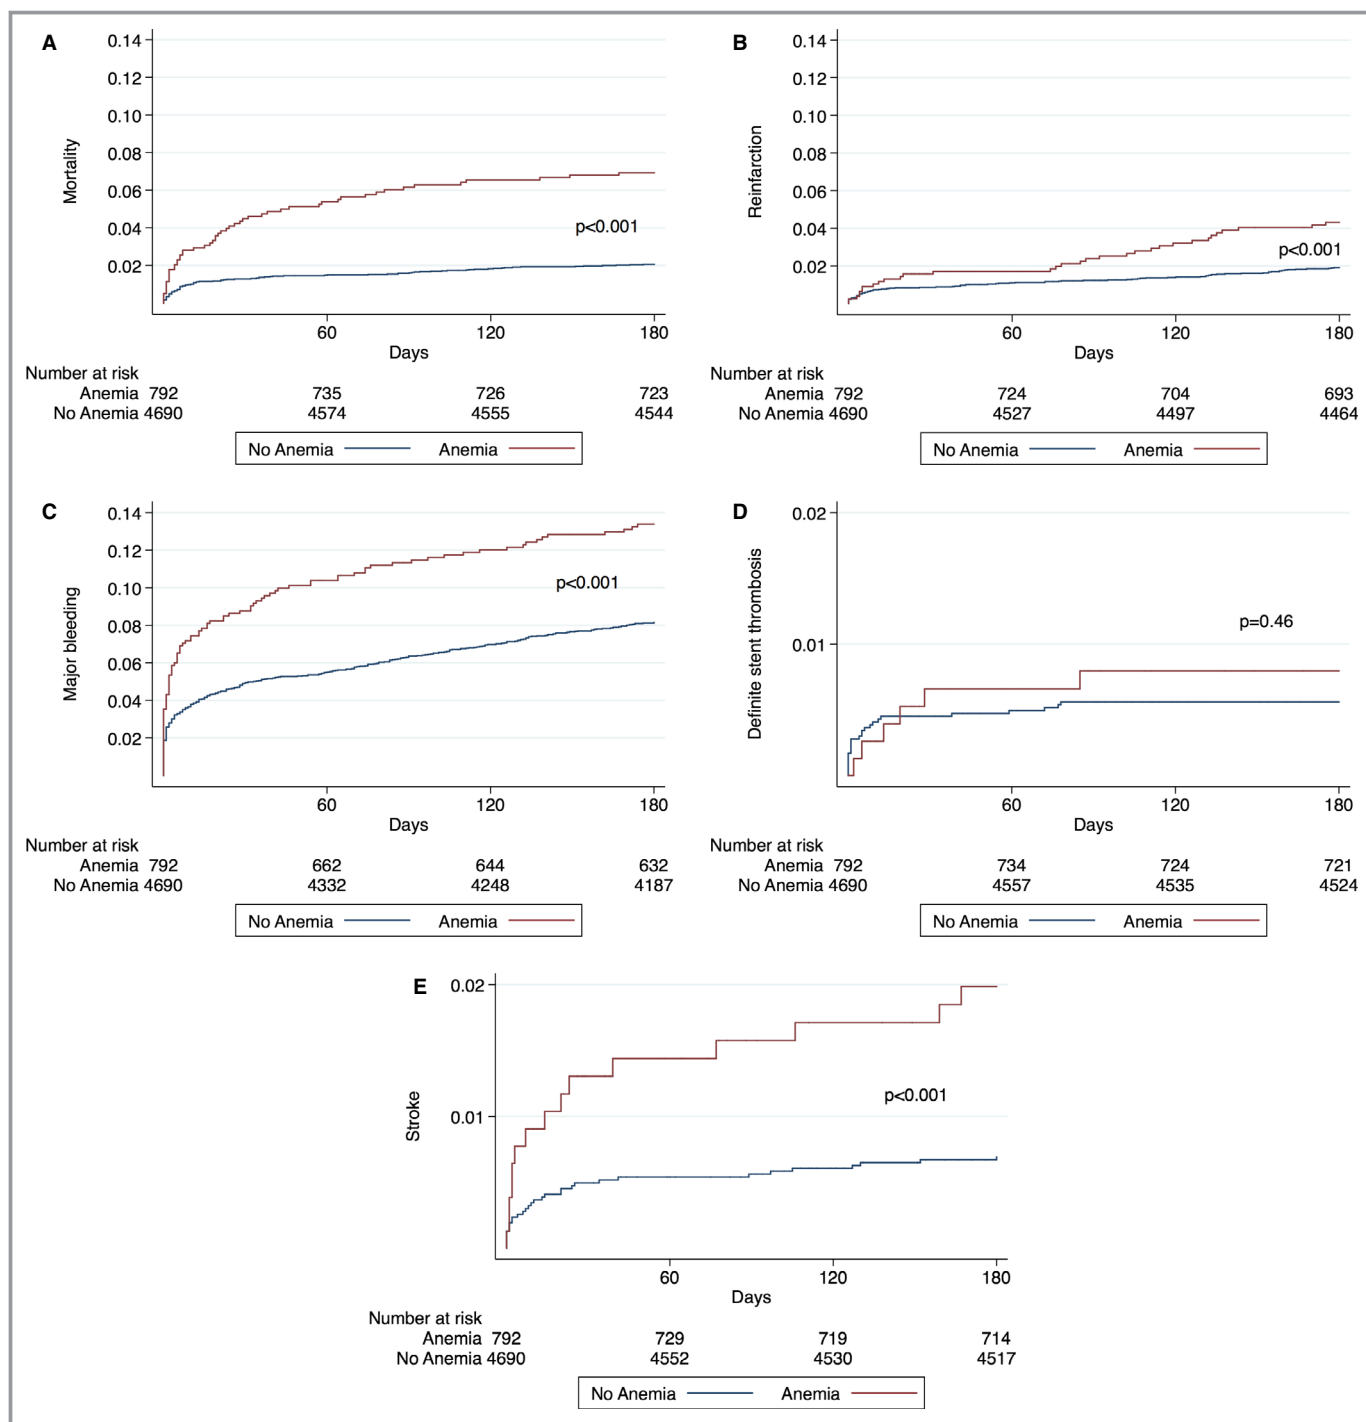 A
0.14
0.12
0.10
0.08
0.06
0.04
0.02
Mortality
p<0.001
60 120 180
Days
Number at risk
Anemia 792 735 726 723
No Anemia 4690 4574 4555 4544
No Anemia Anemia
B
0.14
0.12
0.10
0.08
0.06
0.04
0.02
Reinfarction
p<0.001
60 120 180
Days
Number at risk
Anemia 792 724 704 693
No Anemia 4690 4527 4497 4464
No Anemia Anemia
C
0.14
0.12
0.10
0.08
0.06
0.04
0.02
Major bleeding
p<0.001
60 120 180
Days
Number at risk
Anemia 792 662 644 632
No Anemia 4690 4332 4248 4187
No Anemia Anemia
D
0.02
0.01
Definite stent thrombosis
p=0.46
60 120 180
Days
Number at risk
Anemia 792 734 724 721
No Anemia 4690 4557 4535 4524
No Anemia Anemia
E
0.02
0.01
Stroke
p<0.001
60 120 180
Days
Number at risk
Anemia 792 729 719 714
No Anemia 4690 4552 4530 4517
No Anemia Anemia